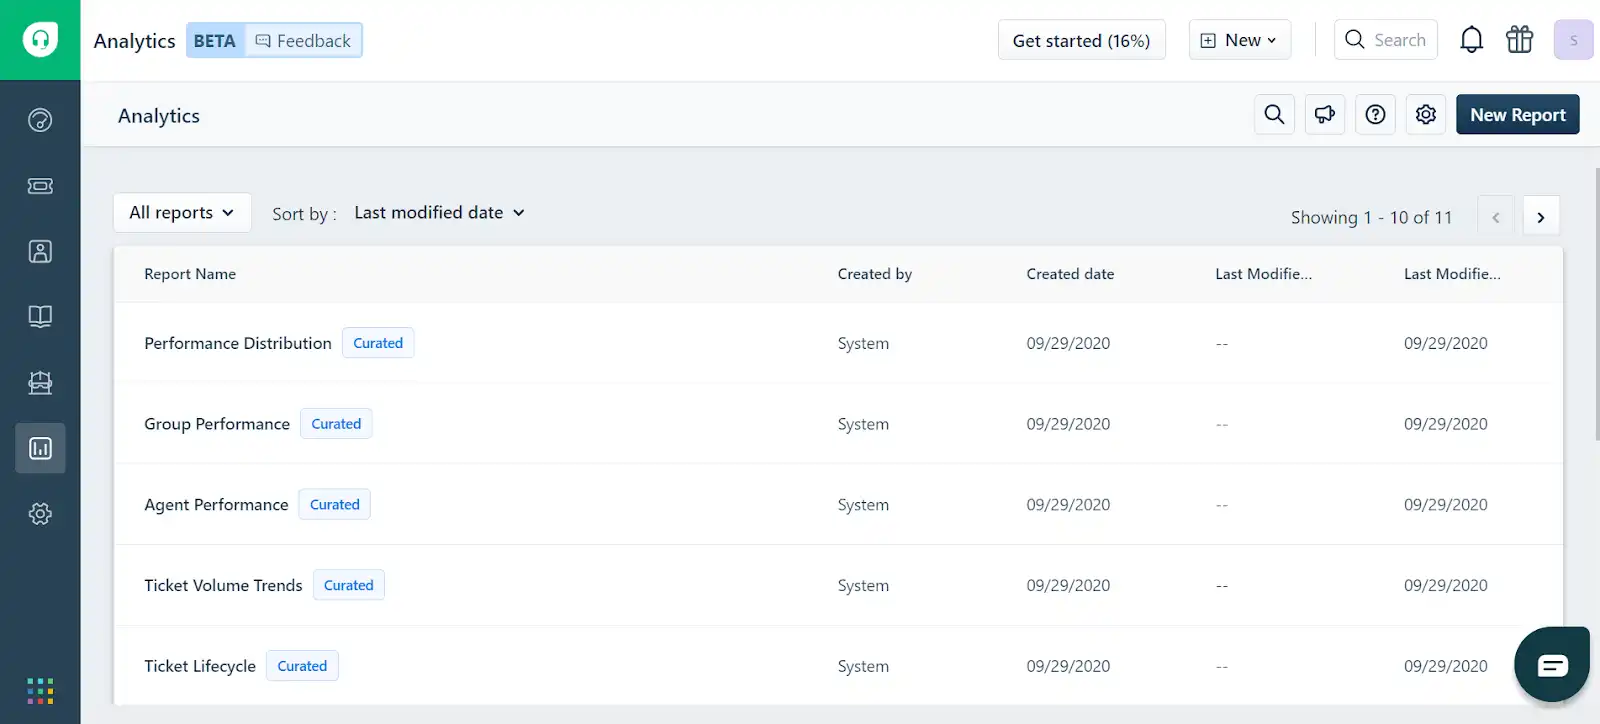 Analytics BETA Feedback Get started (16%) New Search S
Analytics New Report
All reports Sort by : Last modified date Showing 1 - 10 of 11
Report Name Created by Created date Last Modifie... Last Modifie...
Performance Distribution Curated System 09/29/2020 -- 09/29/2020
Group Performance Curated System 09/29/2020 -- 09/29/2020
Agent Performance Curated System 09/29/2020 -- 09/29/2020
Ticket Volume Trends Curated System 09/29/2020 -- 09/29/2020
Ticket Lifecycle Curated System 09/29/2020 -- 09/29/2020